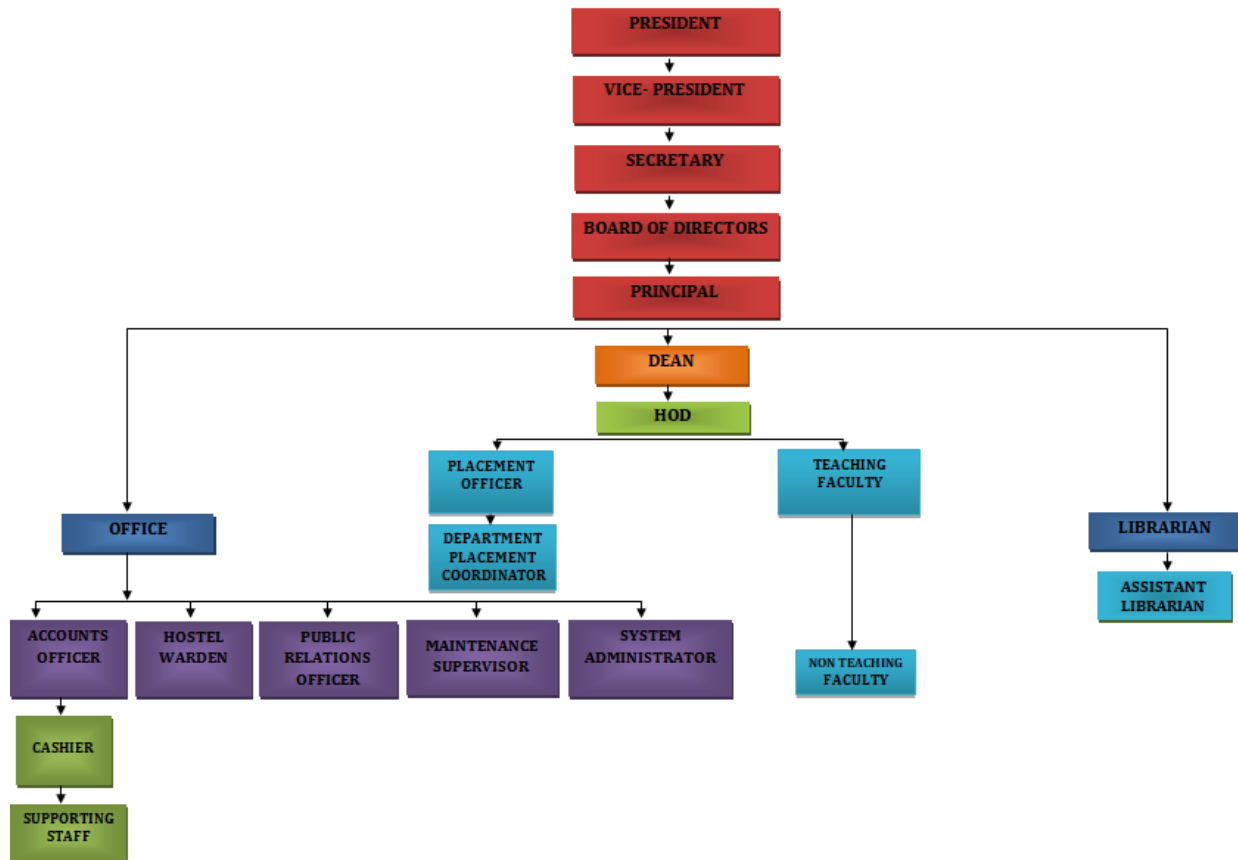 PRESIDENT
VICE- PRESIDENT
SECRETARY
BOARD OF DIRECTORS
PRINCIPAL
DEAN
HOD
PLACEMENT
OFFICER
TEACHING
FACULTY
OFFICE
DEPARTMENT
PLACEMENT
COORDINATOR
LIBRARIAN
ASSISTANT
LIBRARIAN
ACCOUNTS
OFFICER
HOSTEL
WARDEN
PUBLIC
RELATIONS
OFFICER
MAINTENANCE
SUPERVISOR
SYSTEM
ADMINISTRATOR
NON TEACHING
FACULTY
CASHIER
SUPPORTING
STAFF